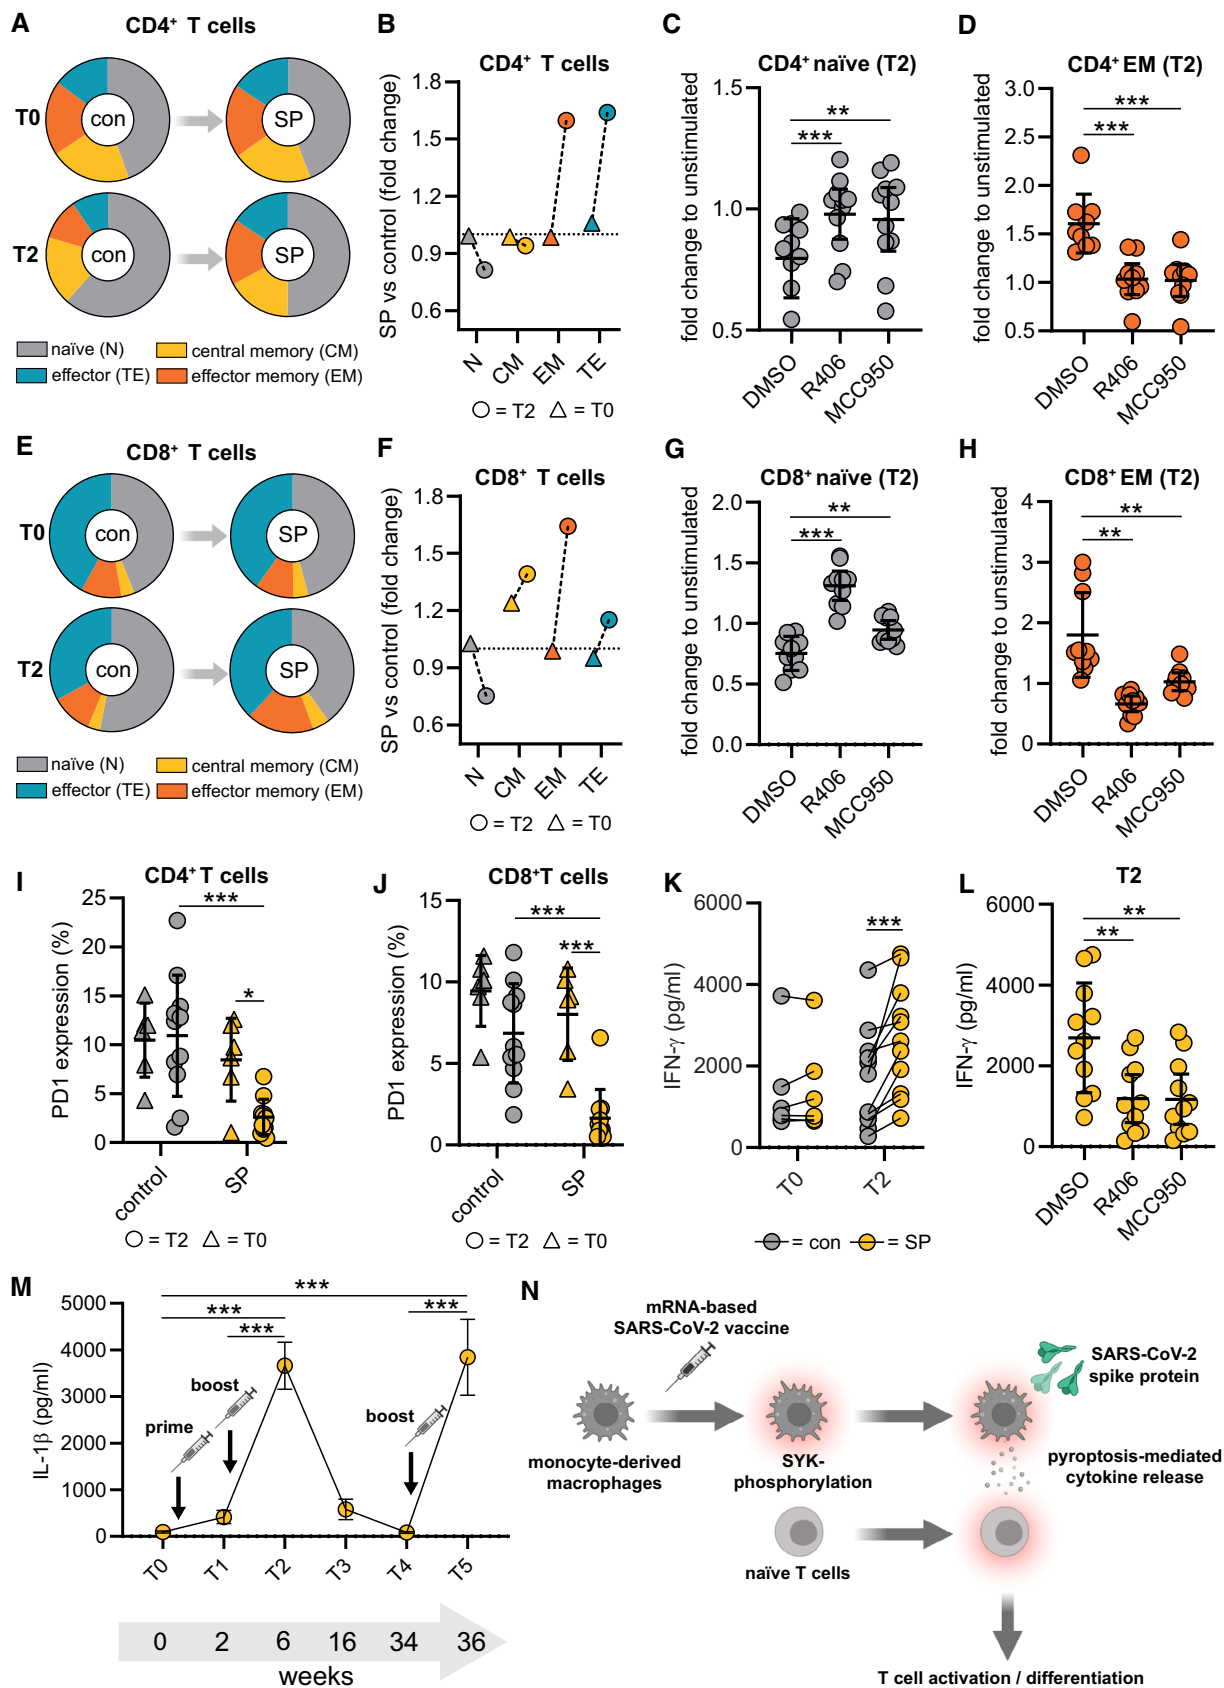 A
CD4+ T cells
T0
con
SP
T2
con
SP
naïve (N)
central memory (CM)
effector (TE)
effector memory (EM)
B
CD4+ T cells
SP vs control (fold change)
1.8
1.5
1.2
0.9
0.6
N
CM
EM
TE
= T2
= T0
C
CD4+ naïve (T2)
fold change to unstimulated
1.5
1.0
0.5
**
***
DMSO
R406
MCC950
D
CD4+ EM (T2)
fold change to unstimulated
3.0
2.5
2.0
1.5
1.0
0.5
***
***
DMSO
R406
MCC950
E
CD8+ T cells
T0
con
SP
T2
con
SP
naïve (N)
central memory (CM)
effector (TE)
effector memory (EM)
F
CD8+ T cells
SP vs control (fold change)
1.8
1.5
1.2
0.9
0.6
N
CM
EM
TE
= T2
= T0
G
CD8+ naïve (T2)
fold change to unstimulated
2.0
1.5
1.0
0.5
0.0
**
***
DMSO
R406
MCC950
H
CD8+ EM (T2)
fold change to unstimulated
4
3
2
1
0
**
**
DMSO
R406
MCC950
I
CD4+ T cells
PD1 expression (%)
25
20
15
10
5
0
***
*
control
SP
= T2
= T0
J
CD8+T cells
PD1 expression (%)
15
10
5
0
***
***
control
SP
= T2
= T0
K
IFN-γ (pg/ml)
6000
4000
2000
0
***
T0
T2
= con
= SP
L
T2
IFN-γ (pg/ml)
6000
4000
2000
0
**
**
DMSO
R406
MCC950
M
IL-1β (pg/ml)
5000
4000
3000
2000
1000
0
***
***
***
***
prime
boost
boost
T0
T1
T2
T3
T4
T5
0 2 6 16 34 36
weeks
N
mRNA-based
SARS-CoV-2 vaccine
SARS-CoV-2
spike protein
monocyte-derived
macrophages
SYK-
phosphorylation
pyroptosis-mediated
cytokine release
naïve T cells
T cell activation / differentiation